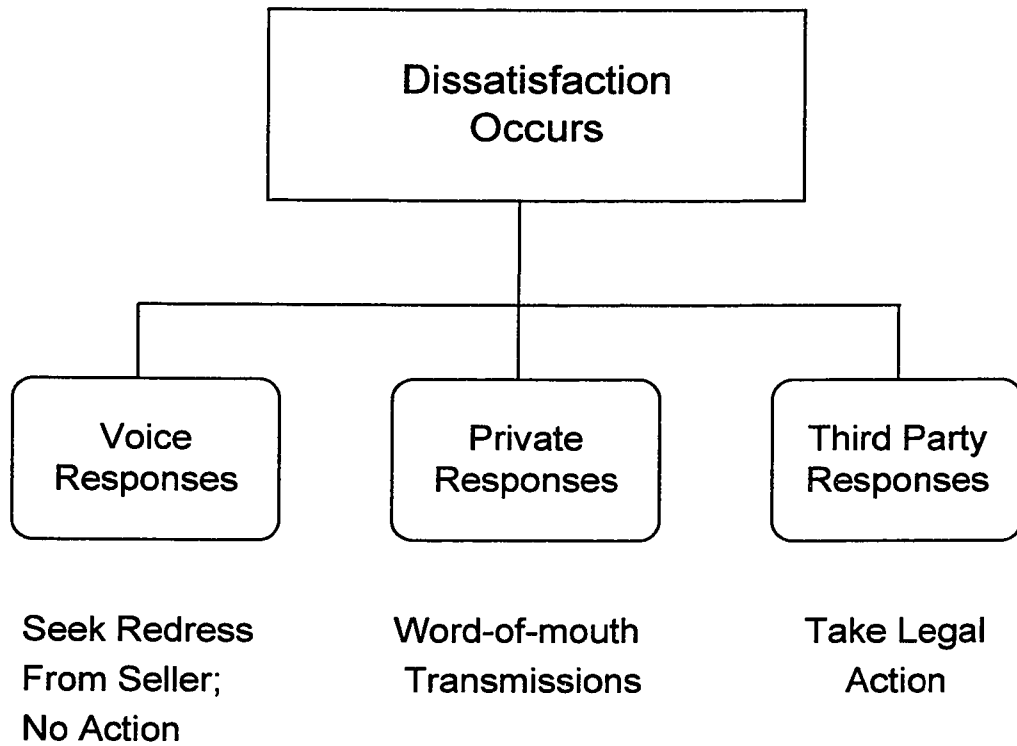 Dissatisfaction
Occurs
Voice
Responses
Private
Responses
Third Party
Responses
Seek Redress
From Seller;
No Action
Word-of-mouth
Transmissions
Take Legal
Action